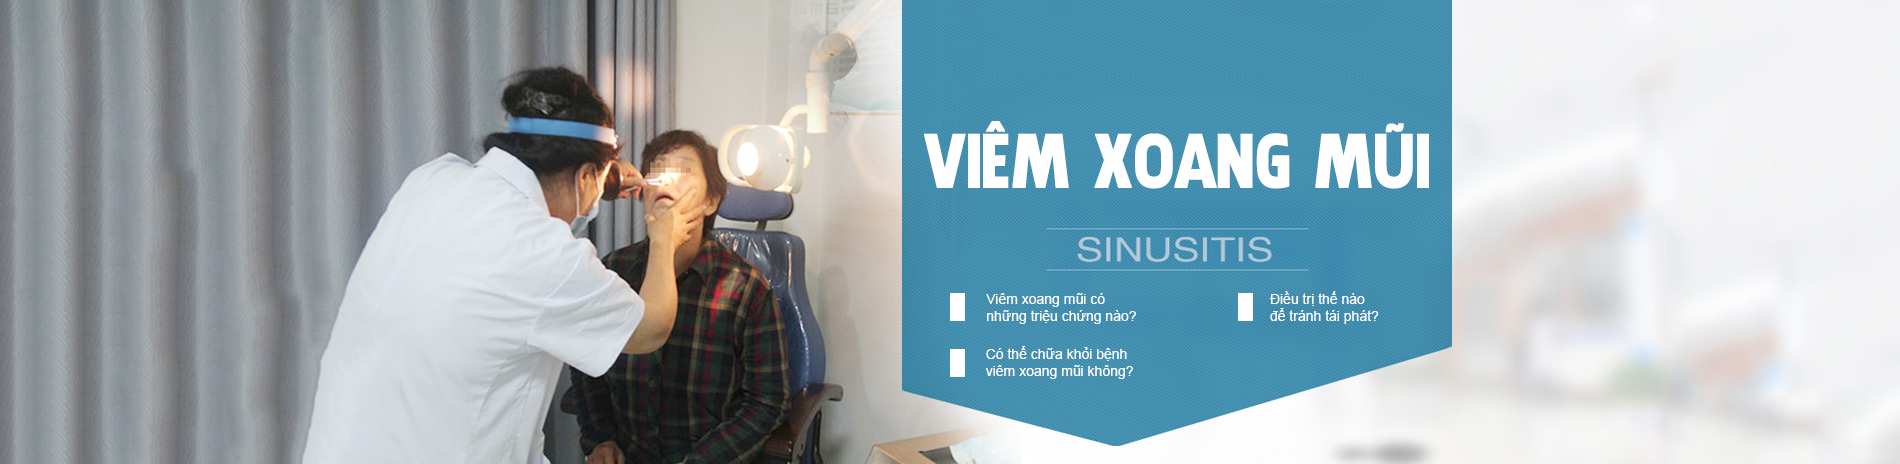 VIÊM XOANG MŨI
SINUSITIS
Viêm xoang mũi có
những triệu chứng nào?
Điều trị thế nào
để tránh tái phát?
Có thể chữa khỏi bệnh
viêm xoang mũi không?